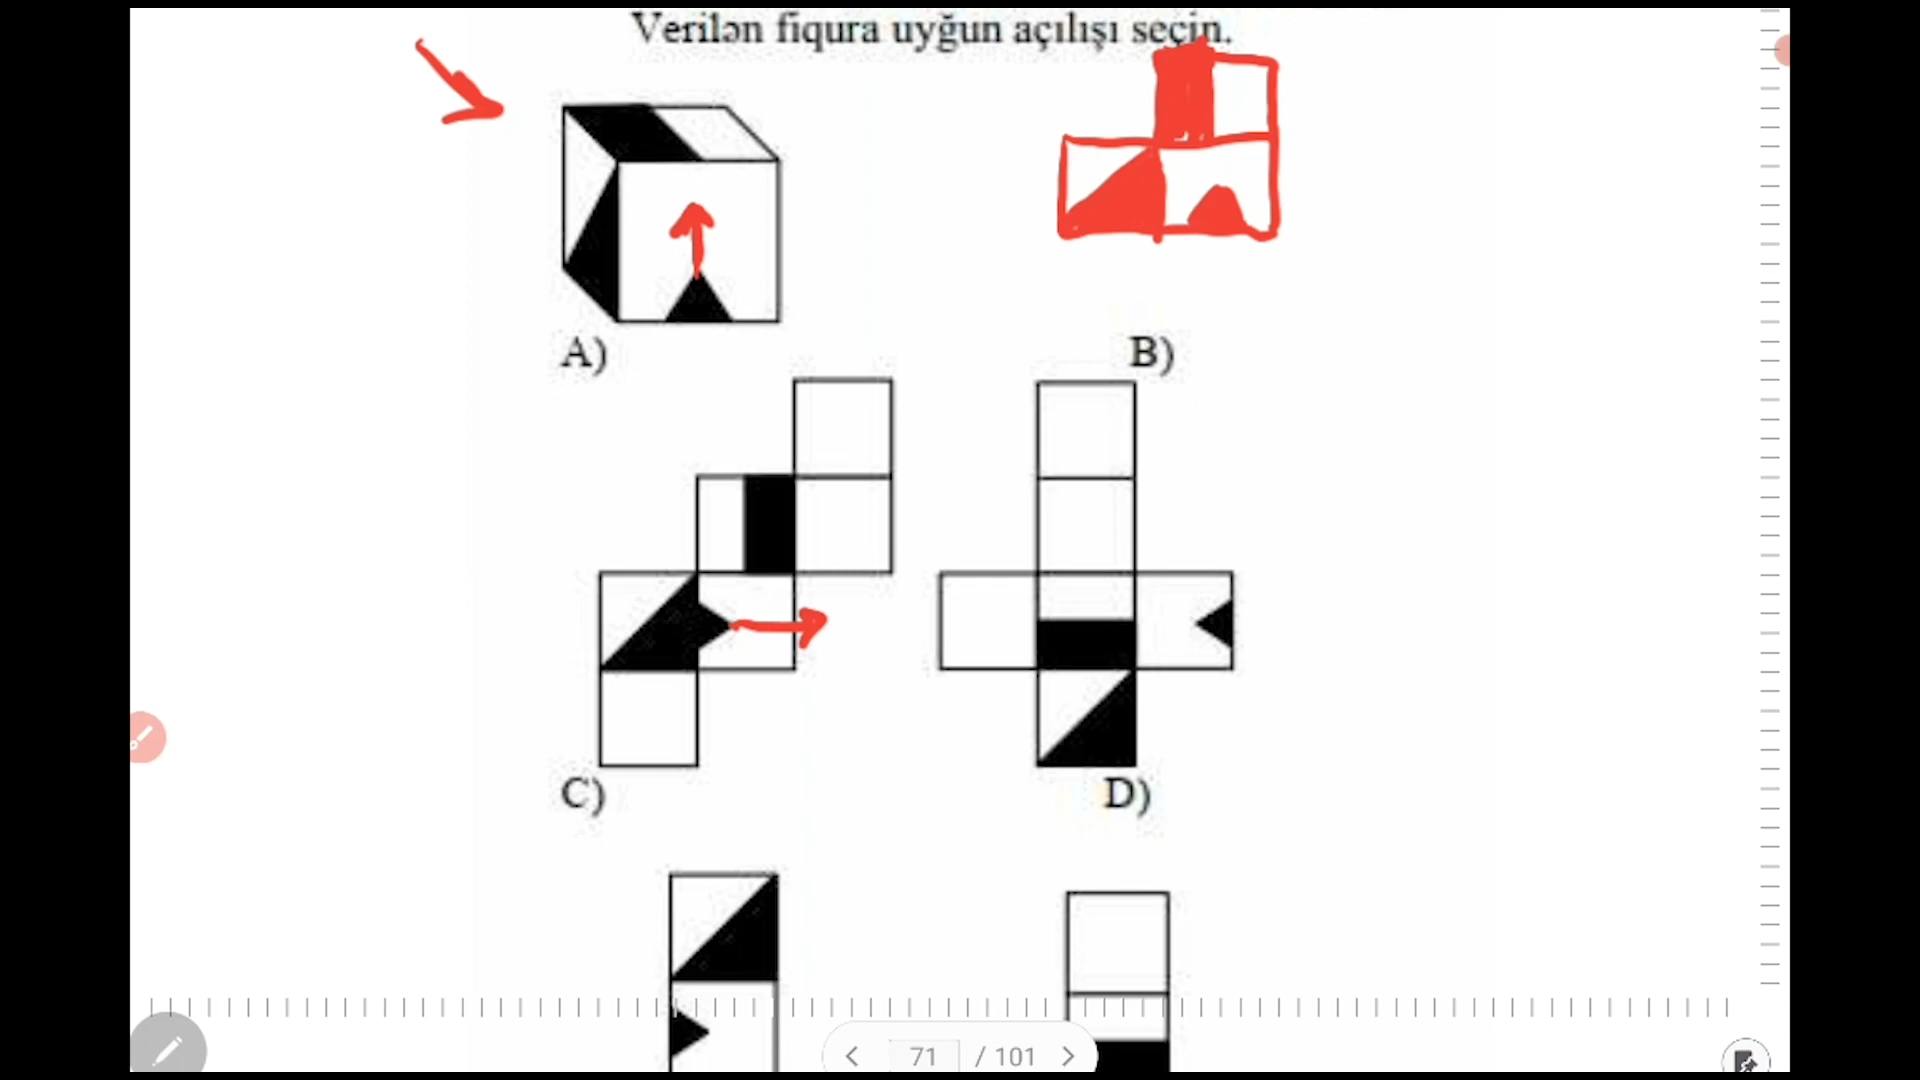 Verilən fiqura uyğun açılışı seçin.
A)
B)
C)
D)
71 / 101